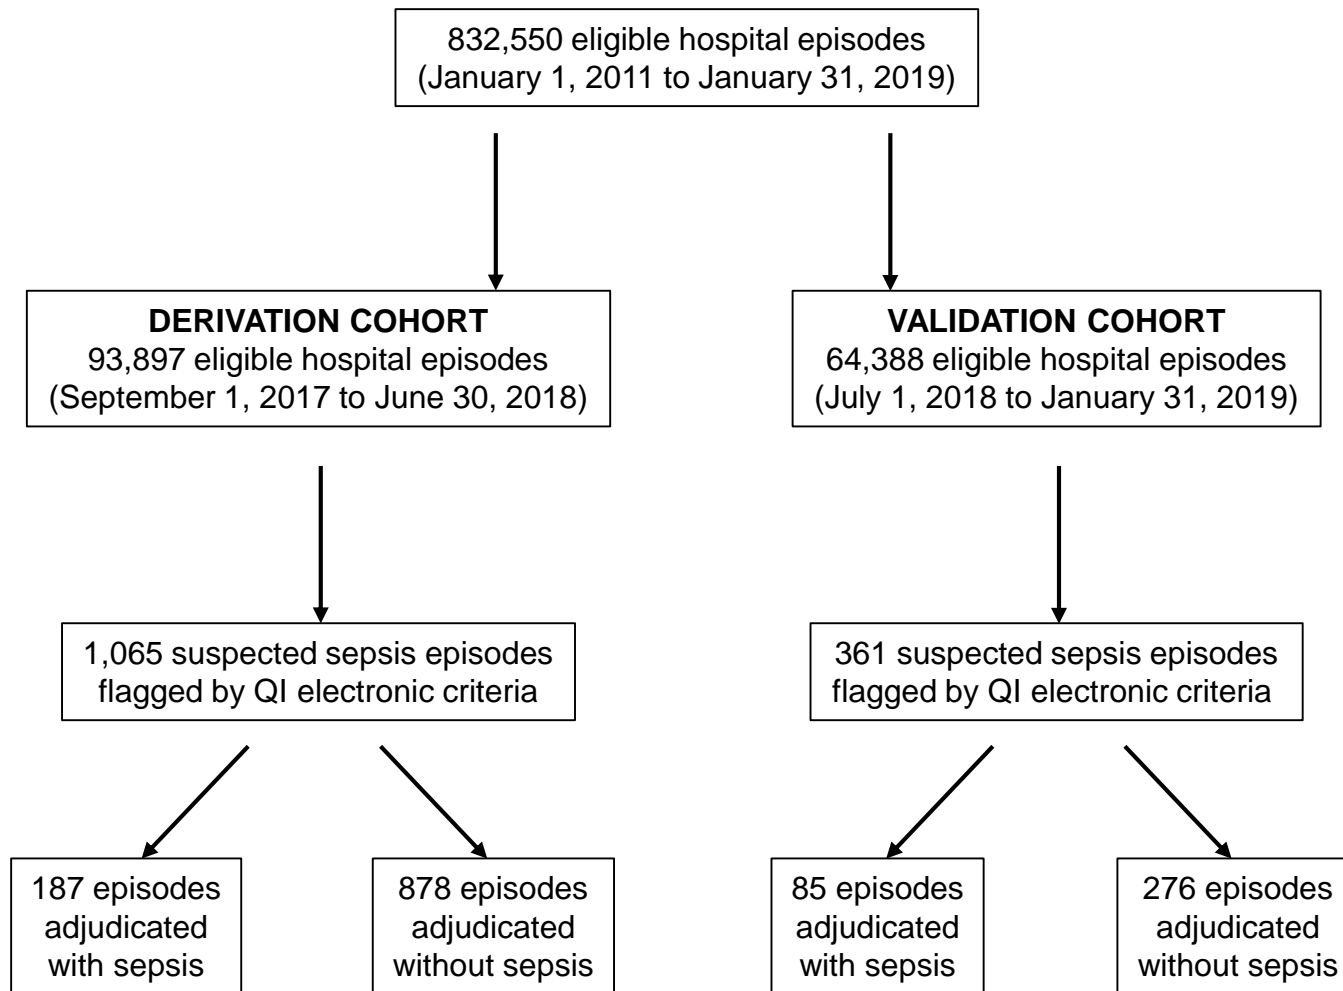 832,550 eligible hospital episodes
(January 1, 2011 to January 31, 2019)
DERIVATION COHORT
93,897 eligible hospital episodes
(September 1, 2017 to June 30, 2018)
VALIDATION COHORT
64,388 eligible hospital episodes
(July 1, 2018 to January 31, 2019)
1,065 suspected sepsis episodes
flagged by QI electronic criteria
361 suspected sepsis episodes
flagged by QI electronic criteria
187 episodes
adjudicated
with sepsis
878 episodes
adjudicated
without sepsis
85 episodes
adjudicated
with sepsis
276 episodes
adjudicated
without sepsis